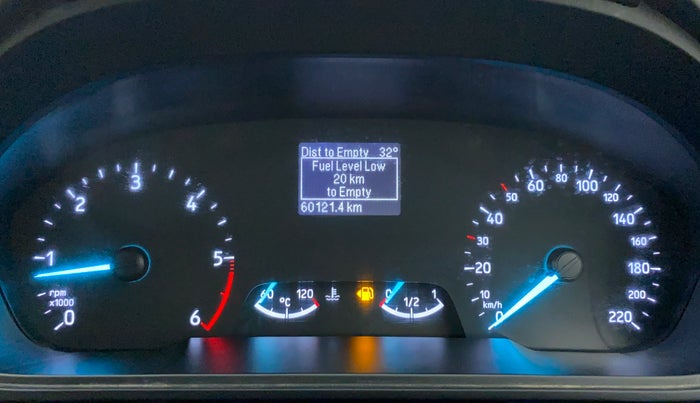 Dist to Empty 32°
Fuel Level Low
20 km
to Empty
60121.4 km
0 1 2 3 4 5 6
rpm
x1000
60 °C 120
0 1/2 1
0 10 20 30 40 50 60 80 100 120 140 160 180 200 220
km/h